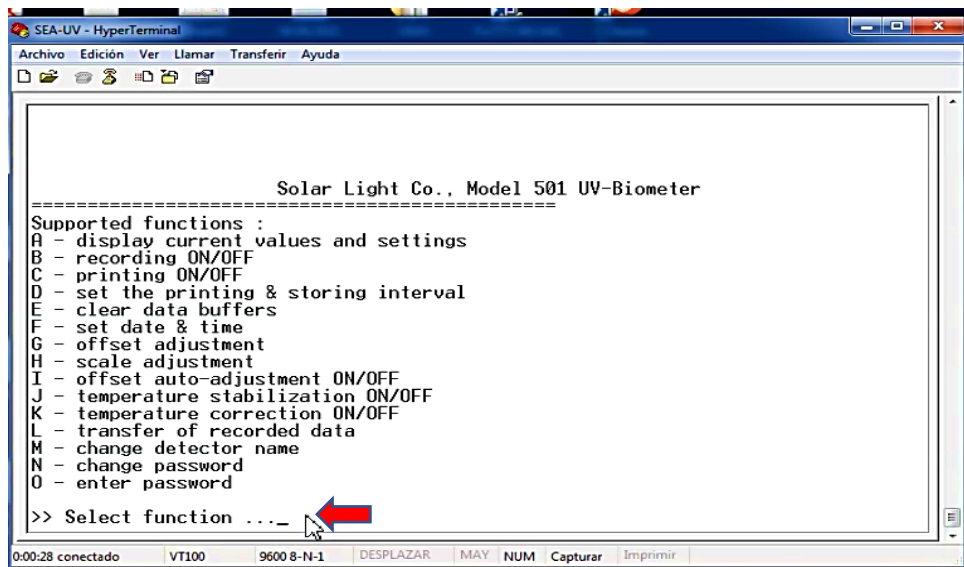 SEA-UV - HyperTerminal
Archivo Edición Ver Llamar Transferir Ayuda
Solar Light Co., Model 501 UV-Biometer
==================================================
Supported functions :
A - display current values and settings
B - recording ON/OFF
C - printing ON/OFF
D - set the printing & storing interval
E - clear data buffers
F - set date & time
G - offset adjustment
H - scale adjustment
I - offset auto-adjustment ON/OFF
J - temperature stabilization ON/OFF
K - temperature correction ON/OFF
L - transfer of recorded data
M - change detector name
N - change password
O - enter password
>> Select function ..._
0:00:28 conectado VT100 9600 8-N-1 DESPLAZAR MAY NUM Capturar Imprimir